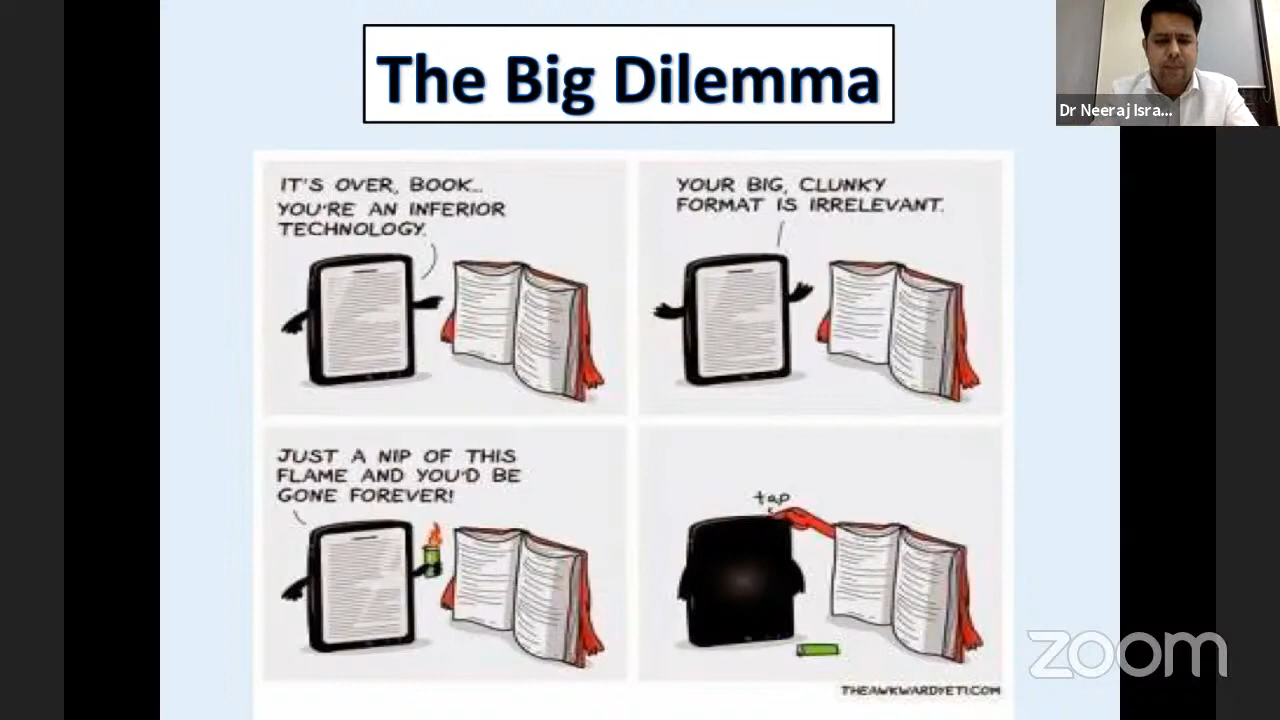 The Big Dilemma
Dr Neeraj Isra...
IT'S OVER, BOOK...
YOU'RE AN INFERIOR
TECHNOLOGY.
YOUR BIG, CLUNKY
FORMAT IS IRRELEVANT.
JUST A NIP OF THIS
FLAME AND YOU'D BE
GONE FOREVER!
tap
zoom
THEAWKWARDYETI.COM